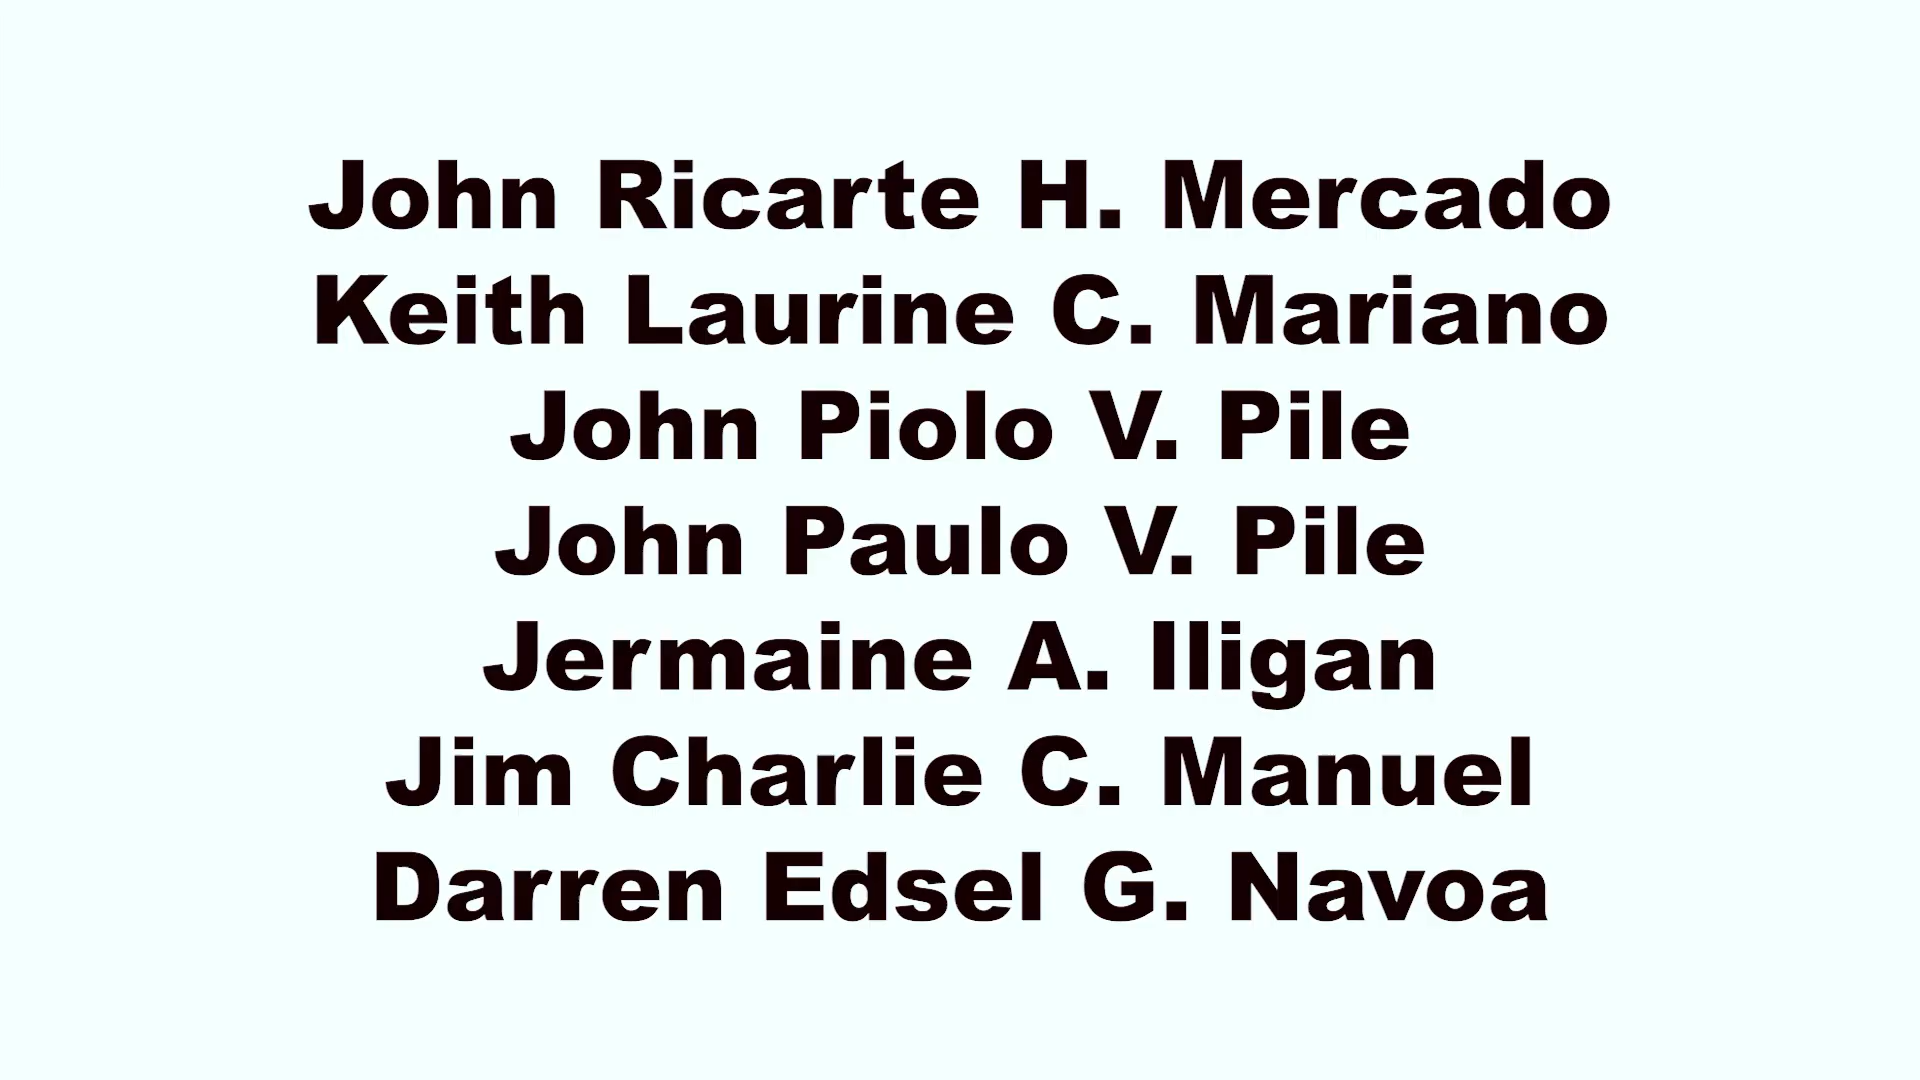 John Ricarte H. Mercado
Keith Laurine C. Mariano
John Piolo V. Pile
John Paulo V. Pile
Jermaine A. Iligan
Jim Charlie C. Manuel
Darren Edsel G. Navoa